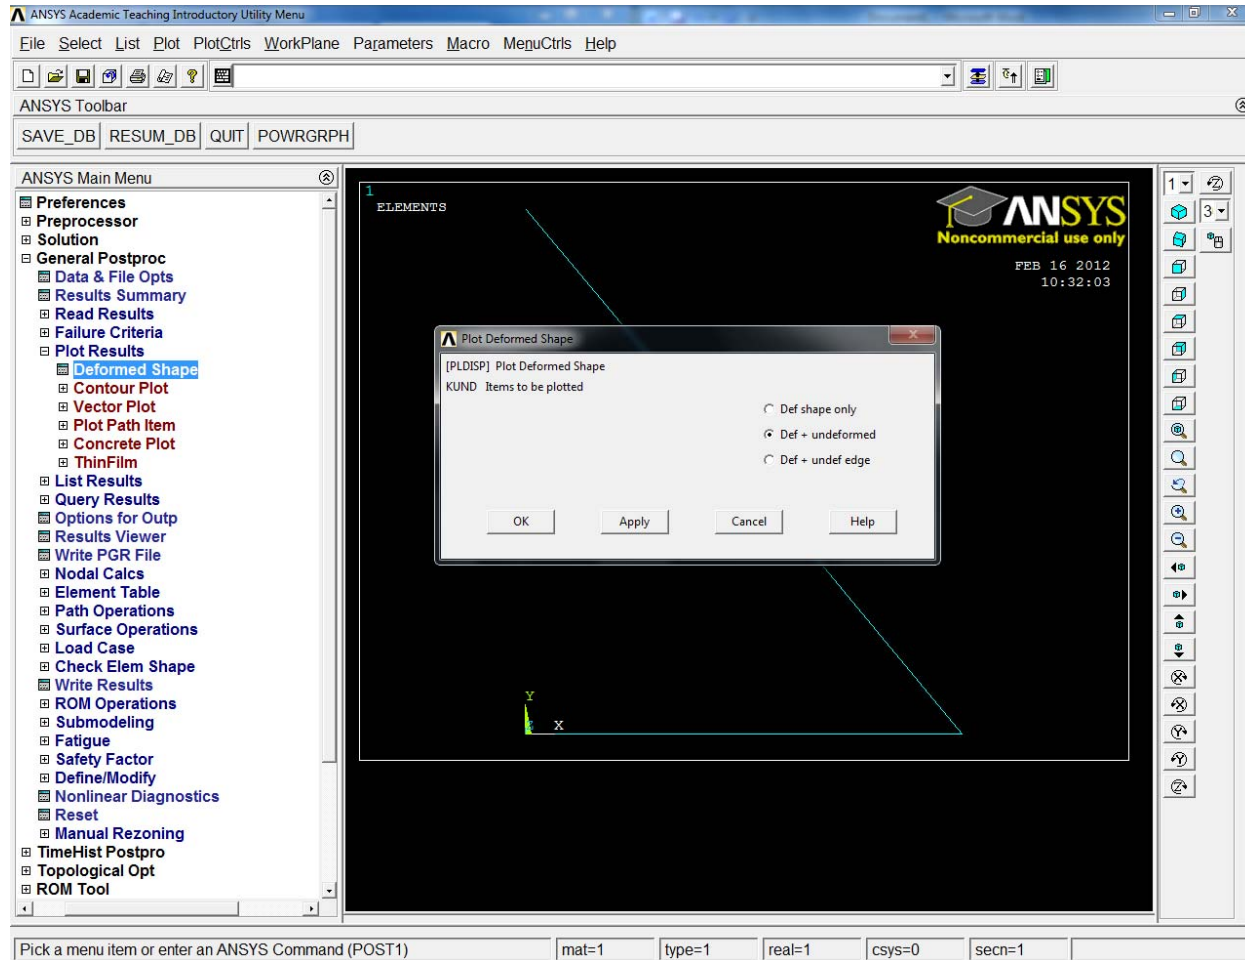 ANSYS Academic Teaching Introductory Utility Menu
File Select List Plot PlotCtrls WorkPlane Parameters Macro MenuCtrls Help
ANSYS Toolbar
SAVE_DB RESUM_DB QUIT POWRGRPH
ANSYS Main Menu
Preferences
Preprocessor
Solution
General Postproc
Data & File Opts
Results Summary
Read Results
Failure Criteria
Plot Results
Deformed Shape
Contour Plot
Vector Plot
Plot Path Item
Concrete Plot
ThinFilm
List Results
Query Results
Options for Outp
Results Viewer
Write PGR File
Nodal Calcs
Element Table
Path Operations
Surface Operations
Load Case
Check Elem Shape
Write Results
ROM Operations
Submodeling
Fatigue
Safety Factor
Define/Modify
Nonlinear Diagnostics
Reset
Manual Rezoning
TimeHist Postpro
Topological Opt
ROM Tool
1
ELEMENTS
ANSYS
Noncommercial use only
FEB 16 2012
10:32:03
Plot Deformed Shape
[PLDISP] Plot Deformed Shape
KUND Items to be plotted
Def shape only
Def + undeformed
Def + undef edge
OK Apply Cancel Help
Y
X
1
3
Pick a menu item or enter an ANSYS Command (POST1) mat=1 type=1 real=1 csys=0 secn=1